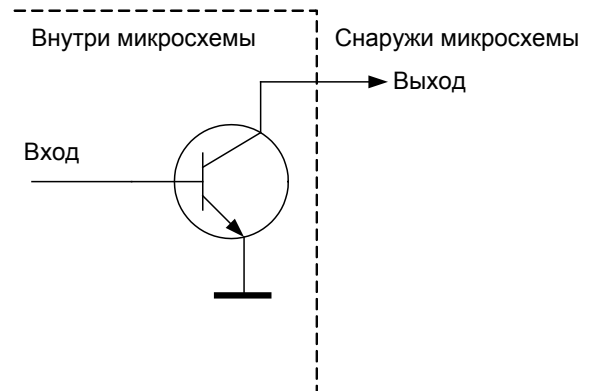 Внутри микросхемы
Снаружи микросхемы
Выход
Вход